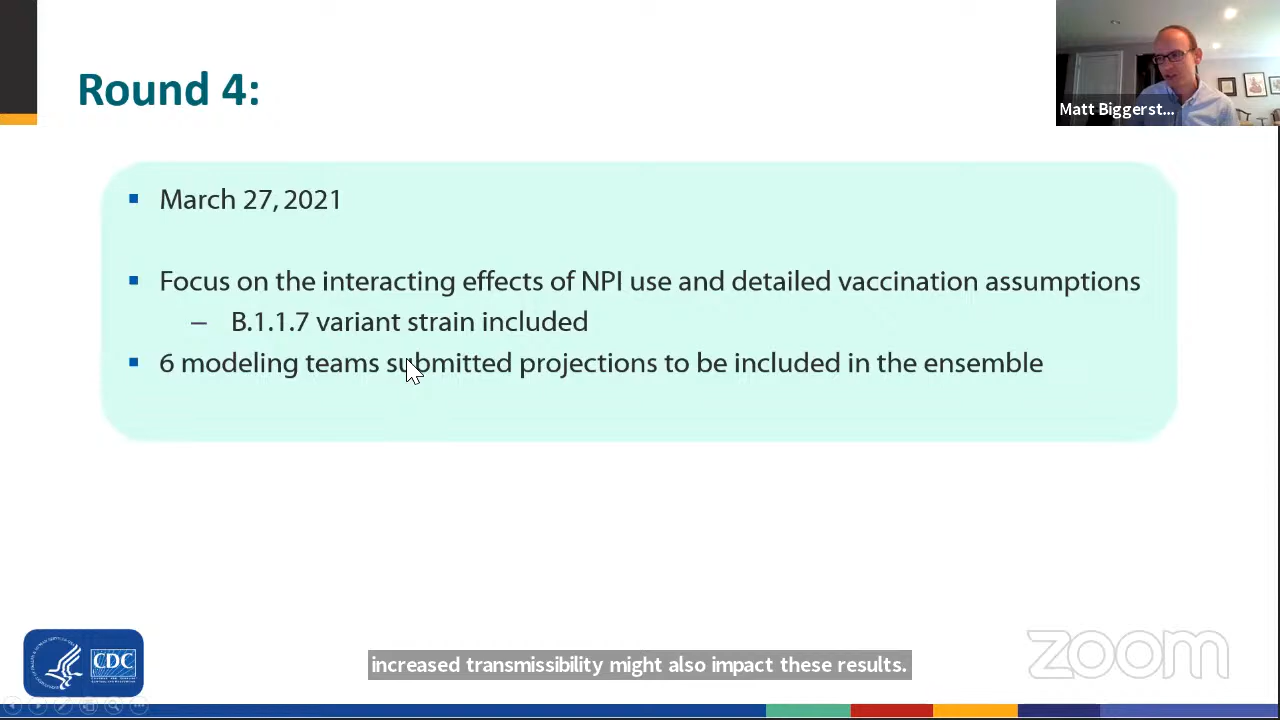 Round 4:
Matt Biggerst...
▪ March 27, 2021
▪ Focus on the interacting effects of NPI use and detailed vaccination assumptions
– B.1.1.7 variant strain included
▪ 6 modeling teams submitted projections to be included in the ensemble
CDC
zoom
increased transmissibility might also impact these results.